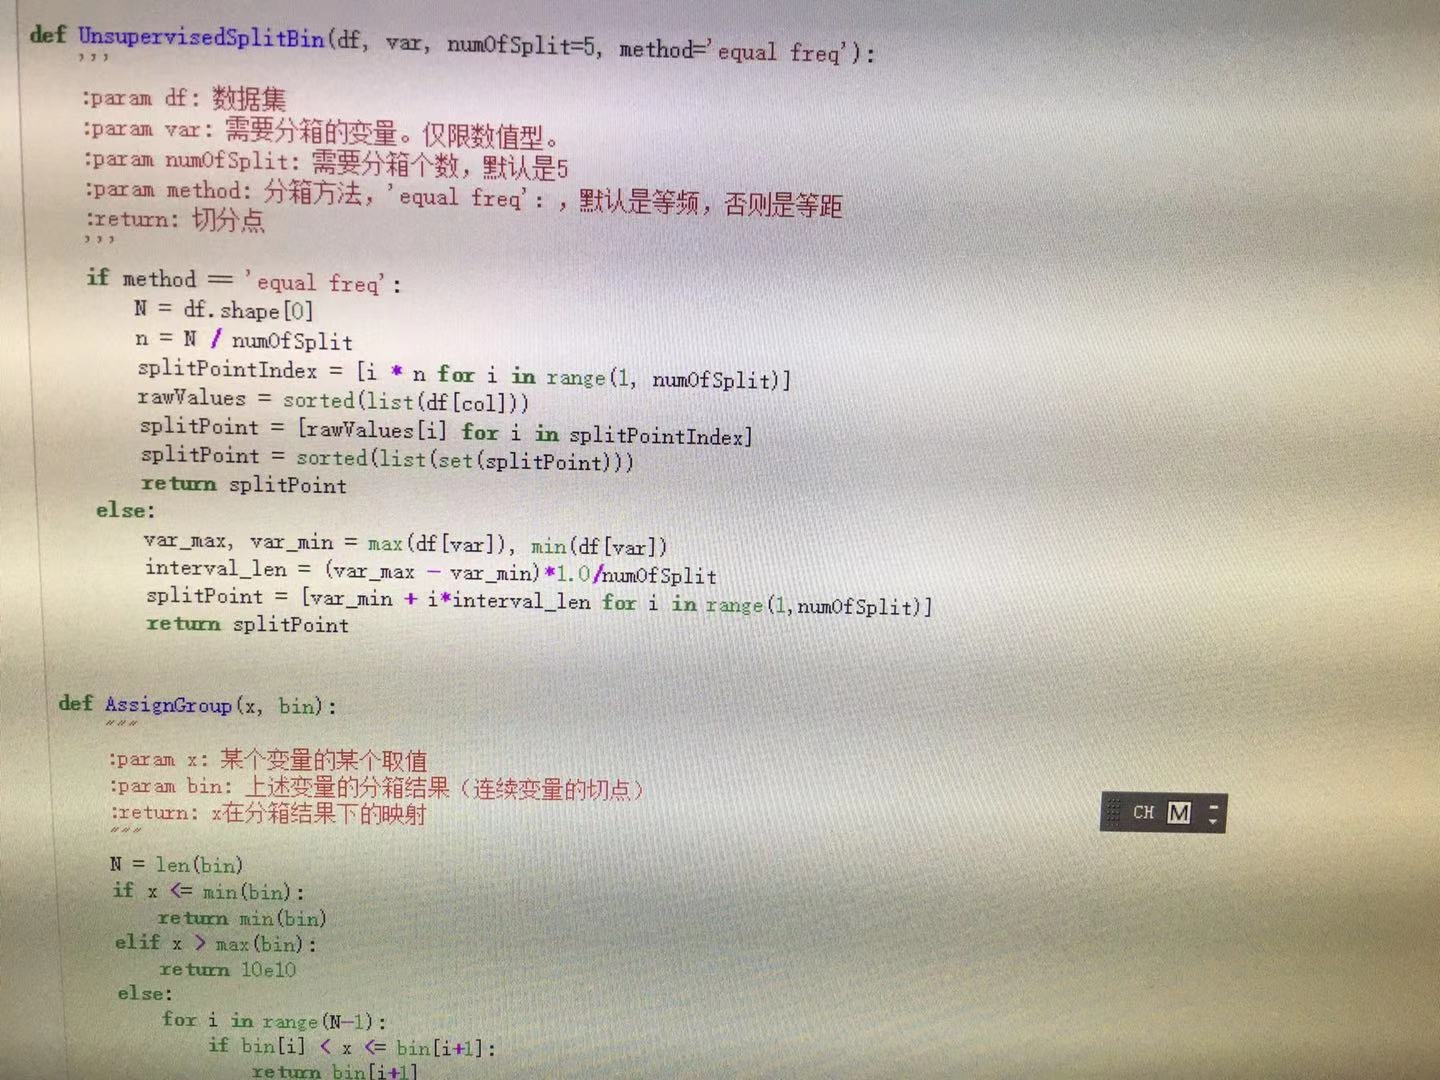 def UnsupervisedSplitBin(df, var, numOfSplit=5, method='equal freq'):
'''
:param df: 数据集
:param var: 需要分箱的变量。仅限数值型。
:param numOfSplit: 需要分箱个数，默认是5
:param method: 分箱方法，'equal freq'：，默认是等频，否则是等距
:return: 切分点
'''
if method == 'equal freq':
N = df.shape[0]
n = N / numOfSplit
splitPointIndex = [i * n for i in range(1, numOfSplit)]
rawValues = sorted(list(df[col]))
splitPoint = [rawValues[i] for i in splitPointIndex]
splitPoint = sorted(list(set(splitPoint)))
return splitPoint
else:
var_max, var_min = max(df[var]), min(df[var])
interval_len = (var_max - var_min)*1.0/numOfSplit
splitPoint = [var_min + i*interval_len for i in range(1,numOfSplit)]
return splitPoint
def AssignGroup(x, bin):
"""
:param x: 某个变量的某个取值
:param bin: 上述变量的分箱结果（连续变量的切点）
:return: x在分箱结果下的映射
"""
N = len(bin)
if x <= min(bin):
return min(bin)
elif x > max(bin):
return 10e10
else:
for i in range(N-1):
if bin[i] < x <= bin[i+1]:
return bin[i+1]
CH M